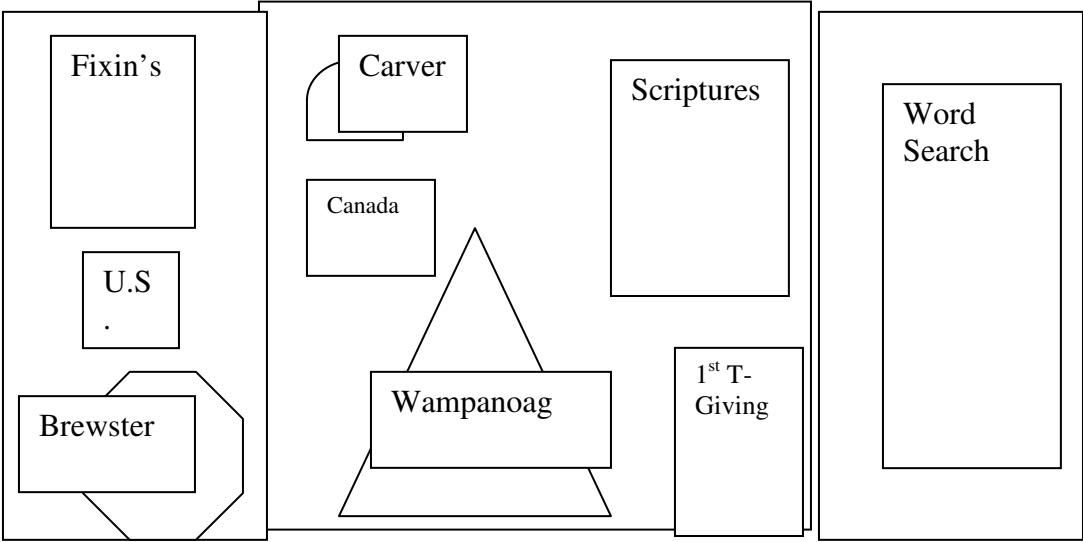 Fixin's
U.S
.
Brewster
Carver
Canada
Wampanoag
Scriptures
1st T-
Giving
Word
Search